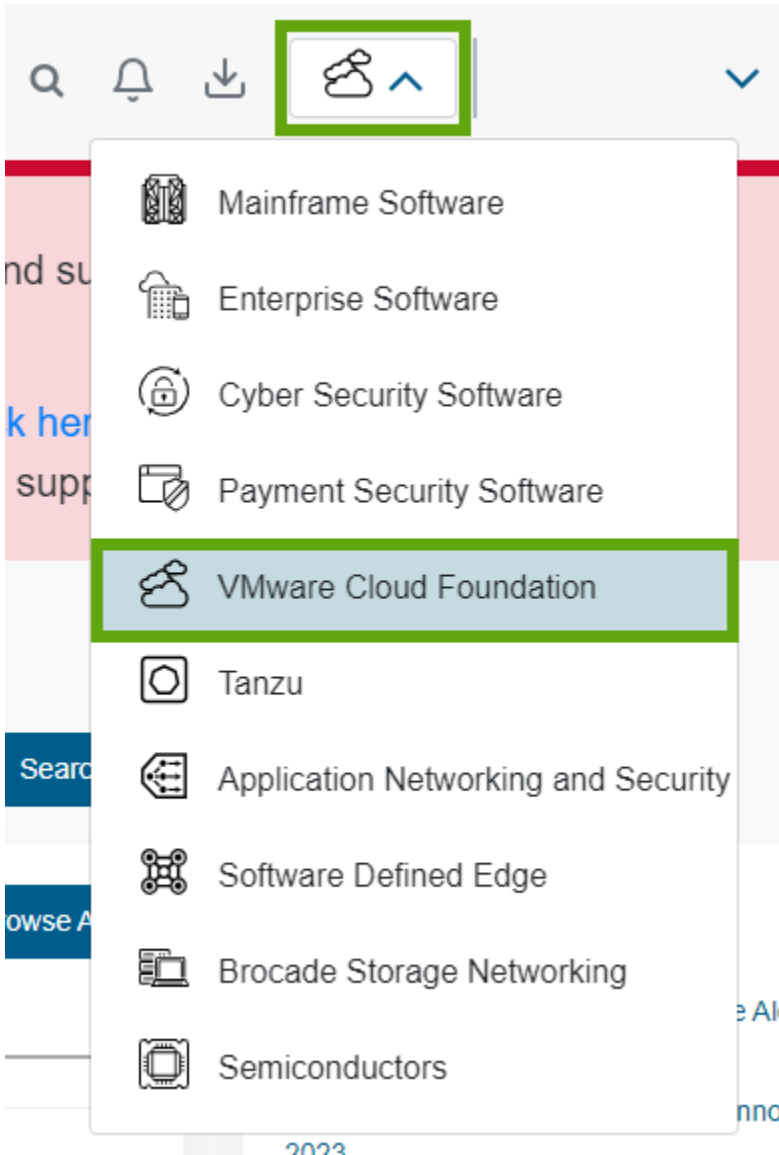 Mainframe Software
nd su
Enterprise Software
Cyber Security Software
k her
supp
Payment Security Software
VMware Cloud Foundation
Tanzu
Searc
Application Networking and Security
Software Defined Edge
owse A
Brocade Storage Networking
e Al
Semiconductors
nno
2023